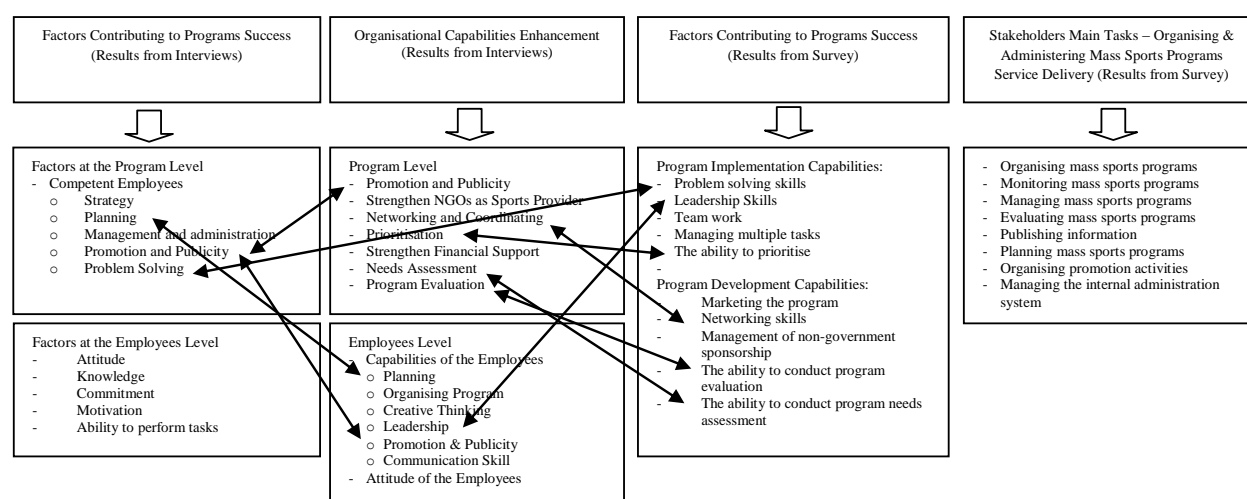 Factors Contributing to Programs Success
(Results from Interviews)
Organisational Capabilities Enhancement
(Results from Interviews)
Factors Contributing to Programs Success
(Results from Survey)
Stakeholders Main Tasks – Organising &
Administering Mass Sports Programs
Service Delivery (Results from Survey)
Factors at the Program Level
- Competent Employees
o Strategy
o Planning
o Management and administration
o Promotion and Publicity
o Problem Solving
Factors at the Employees Level
- Attitude
- Knowledge
- Commitment
- Motivation
- Ability to perform tasks
Program Level
- Promotion and Publicity
- Strengthen NGOs as Sports Provider
- Networking and Coordinating
- Prioritisation
- Strengthen Financial Support
- Needs Assessment
- Program Evaluation
Employees Level
- Capabilities of the Employees
o Planning
o Organising Program
o Creative Thinking
o Leadership
o Promotion & Publicity
o Communication Skill
- Attitude of the Employees
Program Implementation Capabilities:
- Problem solving skills
- Leadership Skills
- Team work
- Managing multiple tasks
- The ability to prioritise
-
Program Development Capabilities:
- Marketing the program
- Networking skills
- Management of non-government
sponsorship
- The ability to conduct program
evaluation
- The ability to conduct program needs
assessment
- Organising mass sports programs
- Monitoring mass sports programs
- Managing mass sports programs
- Evaluating mass sports programs
- Publishing information
- Planning mass sports programs
- Organising promotion activities
- Managing the internal administration
system